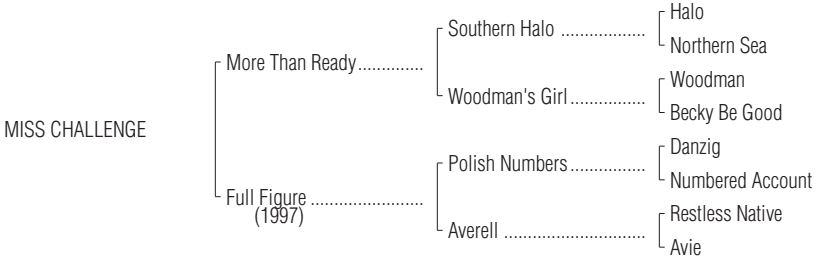 Halo
Southern Halo ..................
Northern Sea
More Than Ready..............
Woodman
Woodman's Girl................
Becky Be Good
MISS CHALLENGE
Danzig
Polish Numbers................
Numbered Account
Full Figure ........................
(1997)
Restless Native
Averell ..............................
Avie